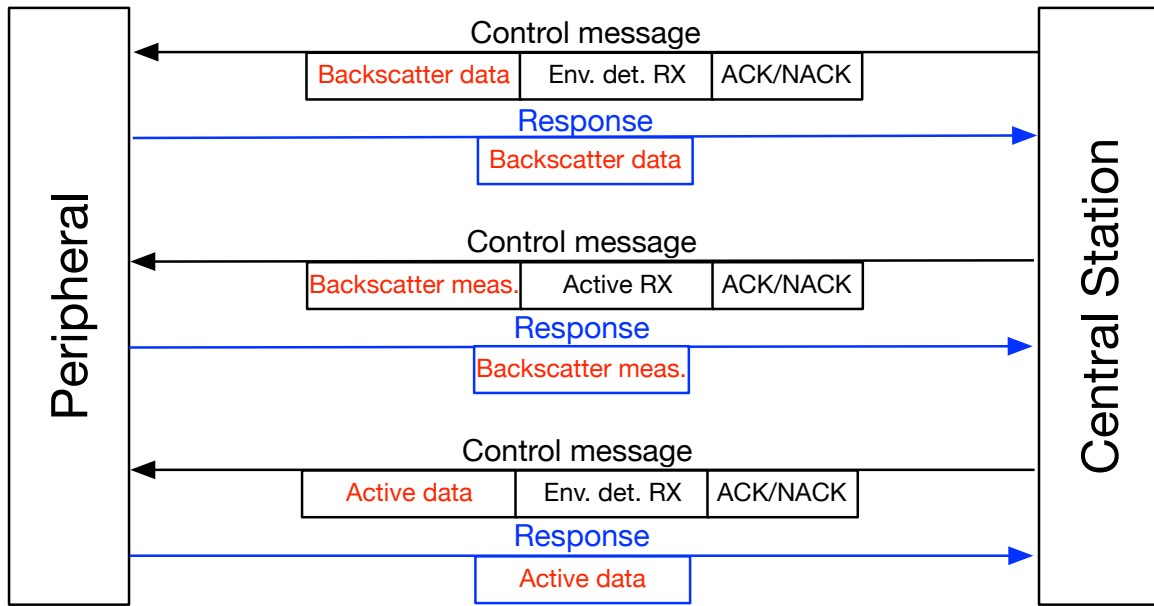 Peripheral
Central Station
Control message
Backscatter data Env. det. RX ACK/NACK
Response
Backscatter data
Control message
Backscatter meas. Active RX ACK/NACK
Response
Backscatter meas.
Control message
Active data Env. det. RX ACK/NACK
Response
Active data